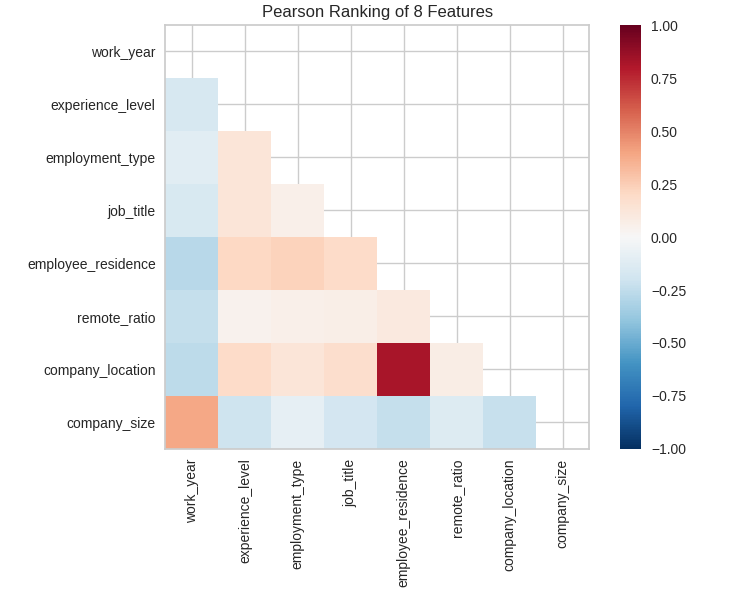 Pearson Ranking of 8 Features
work_year
experience_level
employment_type
job_title
employee_residence
remote_ratio
company_location
company_size
work_year
experience_level
employment_type
job_title
employee_residence
remote_ratio
company_location
company_size
1.00
0.75
0.50
0.25
0.00
−0.25
−0.50
−0.75
−1.00